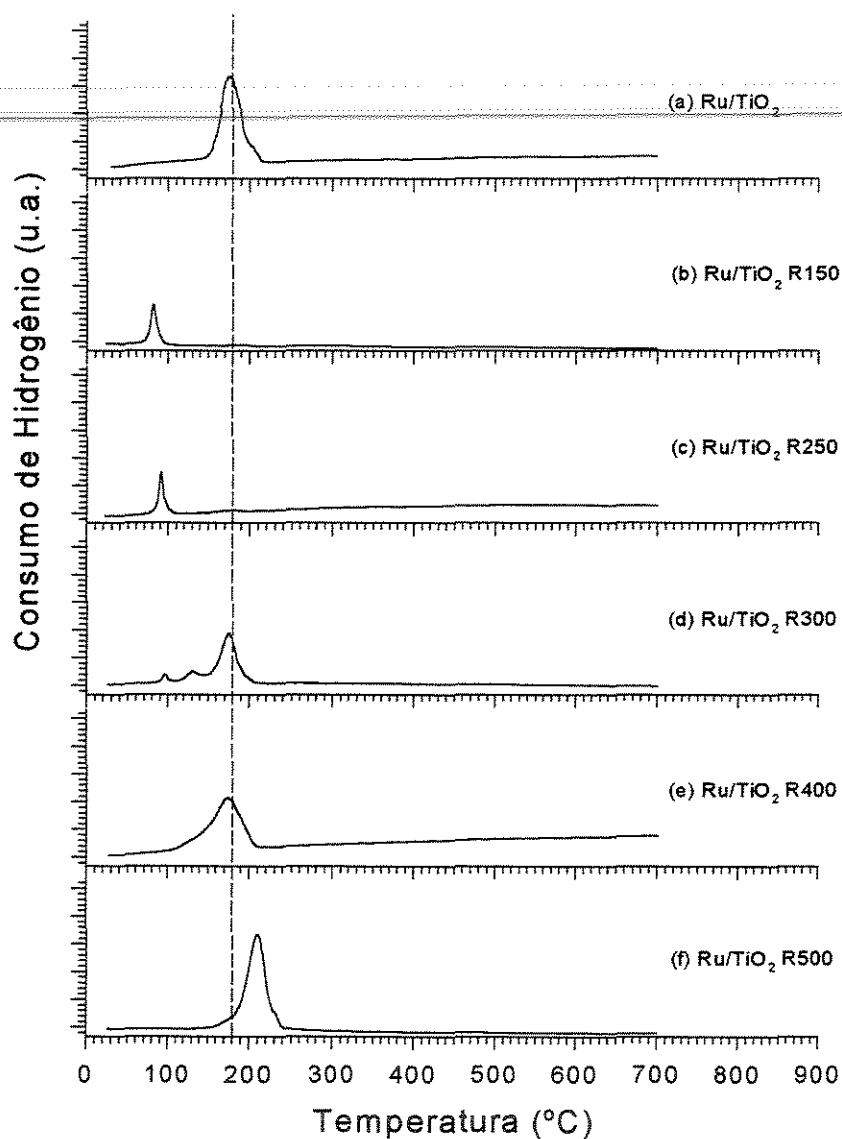 Consumo de Hidrogênio (u.a.)
(a) Ru/TiO₂
(b) Ru/TiO₂ R150
(c) Ru/TiO₂ R250
(d) Ru/TiO₂ R300
(e) Ru/TiO₂ R400
(f) Ru/TiO₂ R500
0 100 200 300 400 500 600 700 800 900
Temperatura (ºC)